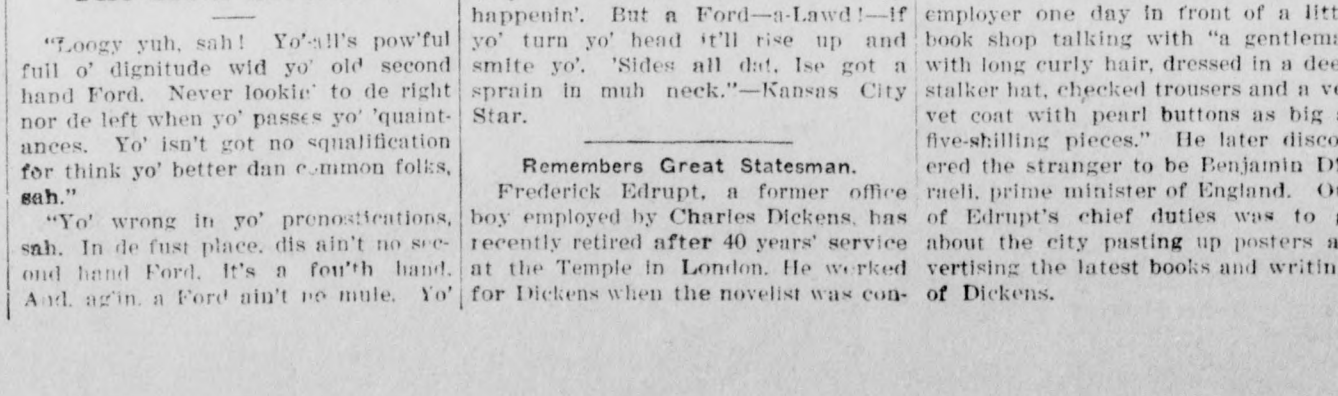 "Loogy yuh, sah! Yo'-all's pow'ful
full o' dignitude wid yo' old second
hand Ford. Never lookin' to de right
nor de left when yo' passes yo' 'quaint-
ances. Yo' isn't got no squalification
for think yo' better dan common folks,
sah."
"Yo' wrong in yo' prenostications,
sah. In de fust place, dis ain't no sec-
ond hand Ford. It's a fou'th hand.
And, ag'in, a Ford ain't no mule. Yo'
happenin'. But a Ford—a-Lawd!—if
yo' turn yo' head it'll rise up and
smite yo'. 'Sides all dat, Ise got a
sprain in muh neck."—Kansas City
Star.
Remembers Great Statesman.
Frederick Edrupt, a former office
boy employed by Charles Dickens, has
recently retired after 40 years' service
at the Temple in London. He worked
for Dickens when the novelist was con-
employer one day in front of a litt
book shop talking with "a gentlema
with long curly hair, dressed in a dee
stalker hat, checked trousers and a ve
vet coat with pearl buttons as big
five-shilling pieces." He later disco
ered the stranger to be Benjamin D'
raeli, prime minister of England. O
of Edrupt's chief duties was to
about the city pasting up posters a
vertising the latest books and writin
of Dickens.